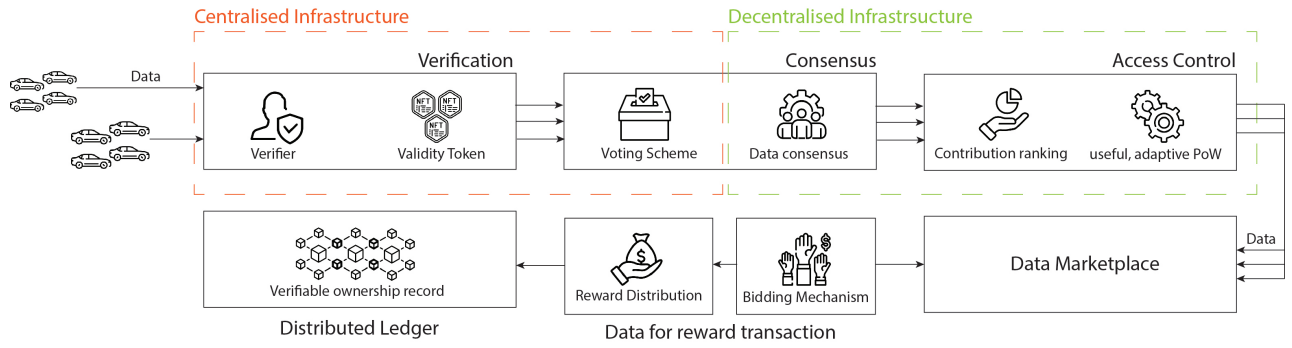 Centralised Infrastructure
Decentralised Infrastrsucture
Data
Verification
Consensus
Access Control
NFT
NFT
NFT
Verifier
Validity Token
Voting Scheme
Data consensus
Contribution ranking
useful, adaptive PoW
Data
Data Marketplace
$
$
Verifiable ownership record
Reward Distribution
Bidding Mechanism
Distributed Ledger
Data for reward transaction